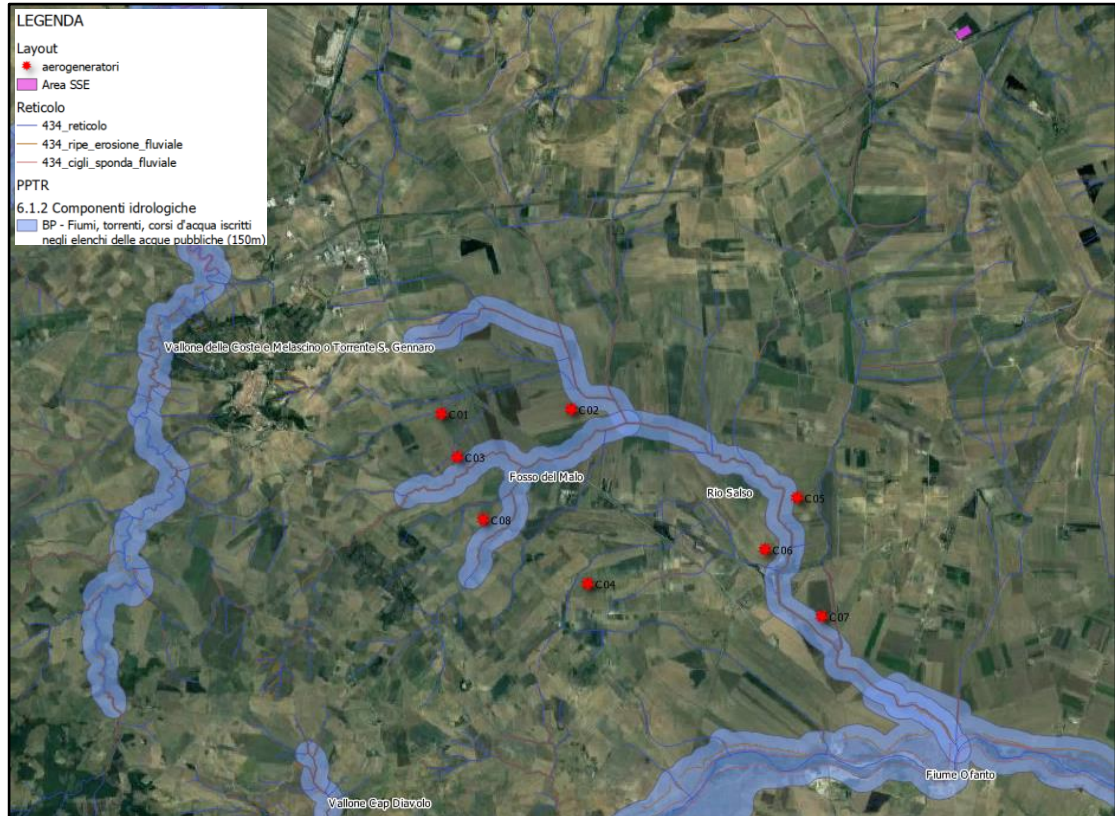 LEGENDA
Layout
aerogeneratori
Area SSE
Reticolo
434_reticolo
434_ripe_erosione_fluviale
434_cigli_sponda_fluviale
PPTR
6.1.2 Componenti idrologiche
BP - Fiumi, torrenti, corsi d'acqua iscritti
negli elenchi delle acque pubbliche (150m)
Vallone delle Coste e Melascino o Torrente S. Gennaro
C01
C02
C03
Fosso del Malo
Rio Salso
C05
C08
C06
C04
C07
Fiume Ofanto
Vallone Cap Diavolo